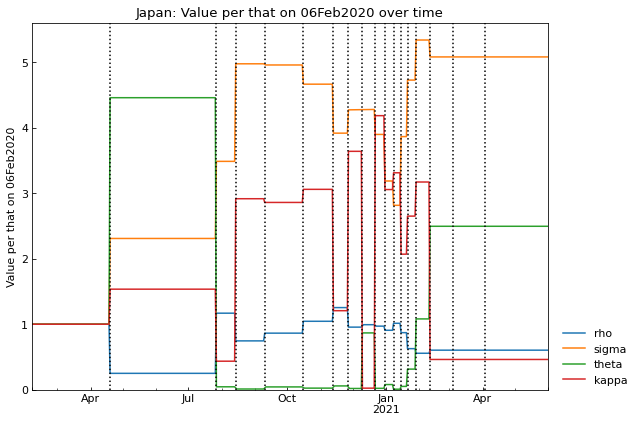 Japan: Value per that on 06Feb2020 over time
Value per that on 06Feb2020
5
4
3
2
1
0
Apr
Jul
Oct
Jan
2021
Apr
rho
sigma
theta
kappa